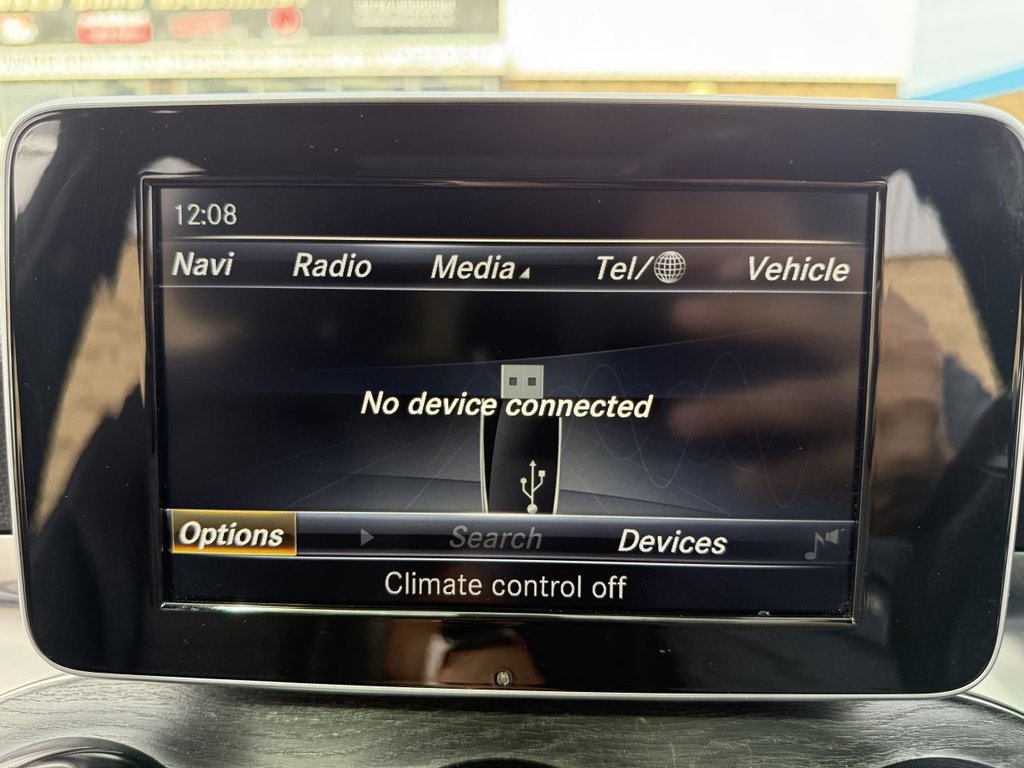 12:08
Navi Radio Media Tel/ Vehicle
No device connected
Options Search Devices
Climate control off